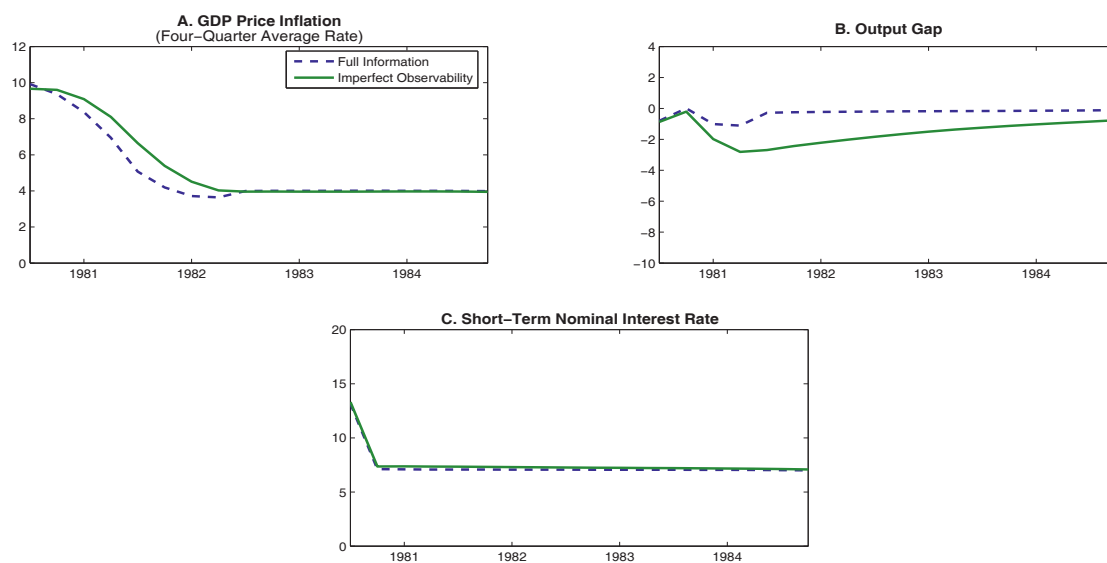 A. GDP Price Inflation
(Four−Quarter Average Rate)
12
10
8
6
4
2
0
1981 1982 1983 1984
Full Information
Imperfect Observability
B. Output Gap
4
2
0
−2
−4
−6
−8
−10
1981 1982 1983 1984
C. Short−Term Nominal Interest Rate
20
15
10
5
0
1981 1982 1983 1984